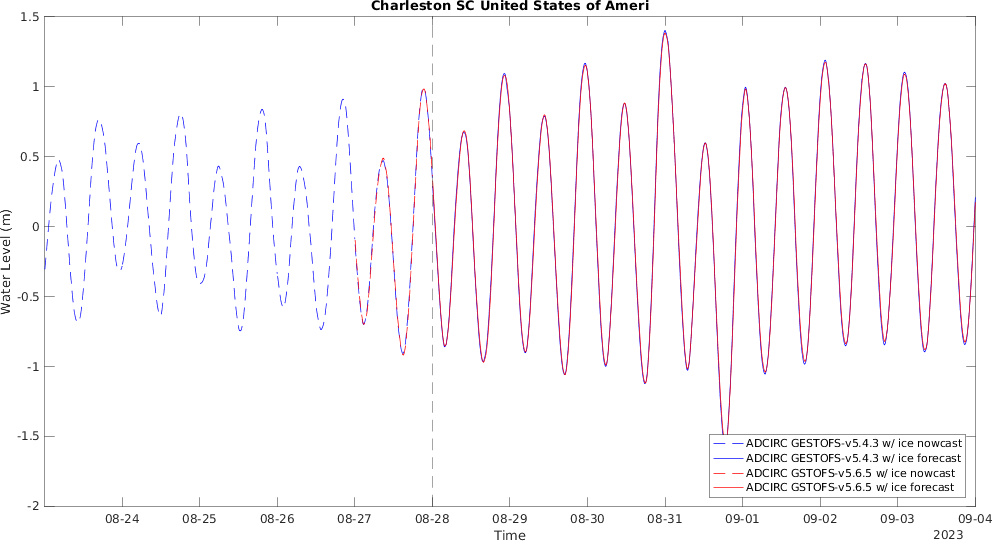 Charleston SC United States of Ameri
Water Level (m)
1.5
1
0.5
0
-0.5
-1
-1.5
-2
ADCIRC GESTOFS-v5.4.3 w/ ice nowcast
ADCIRC GESTOFS-v5.4.3 w/ ice forecast
ADCIRC GSTOFS-v5.6.5 w/ ice nowcast
ADCIRC GSTOFS-v5.6.5 w/ ice forecast
08-24 08-25 08-26 08-27 08-28 08-29 08-30 08-31 09-01 09-02 09-03 09-04
Time
2023